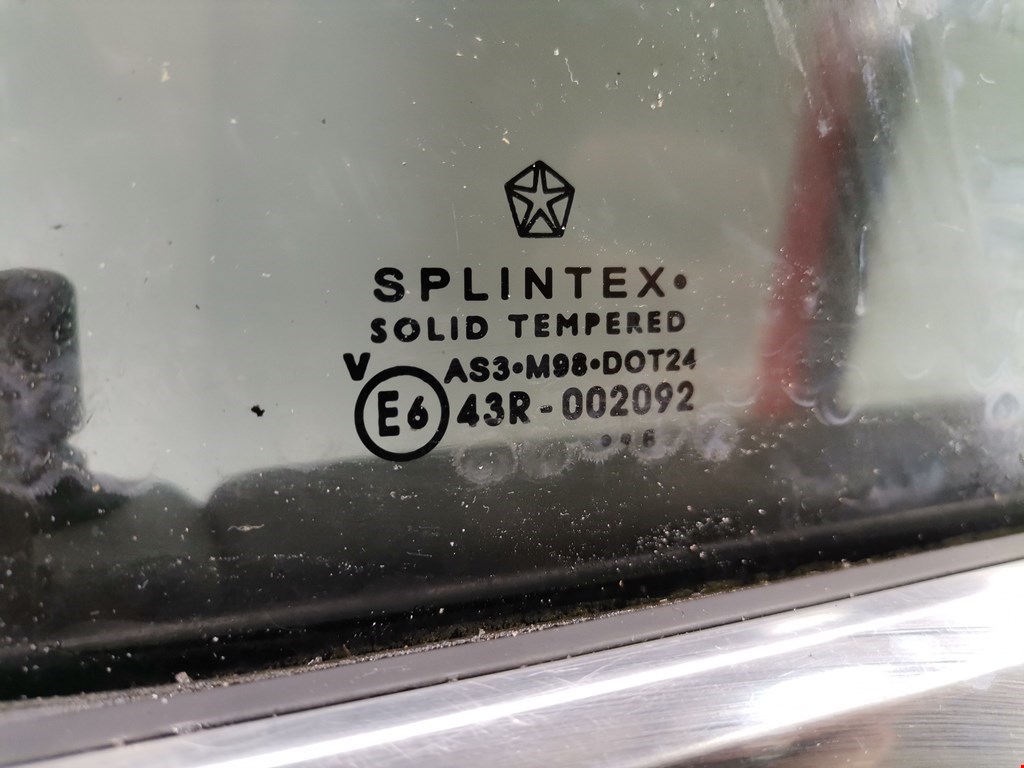 SPLINTEX•
SOLID TEMPERED
V AS3•M98•DOT24
E6 43R-002092